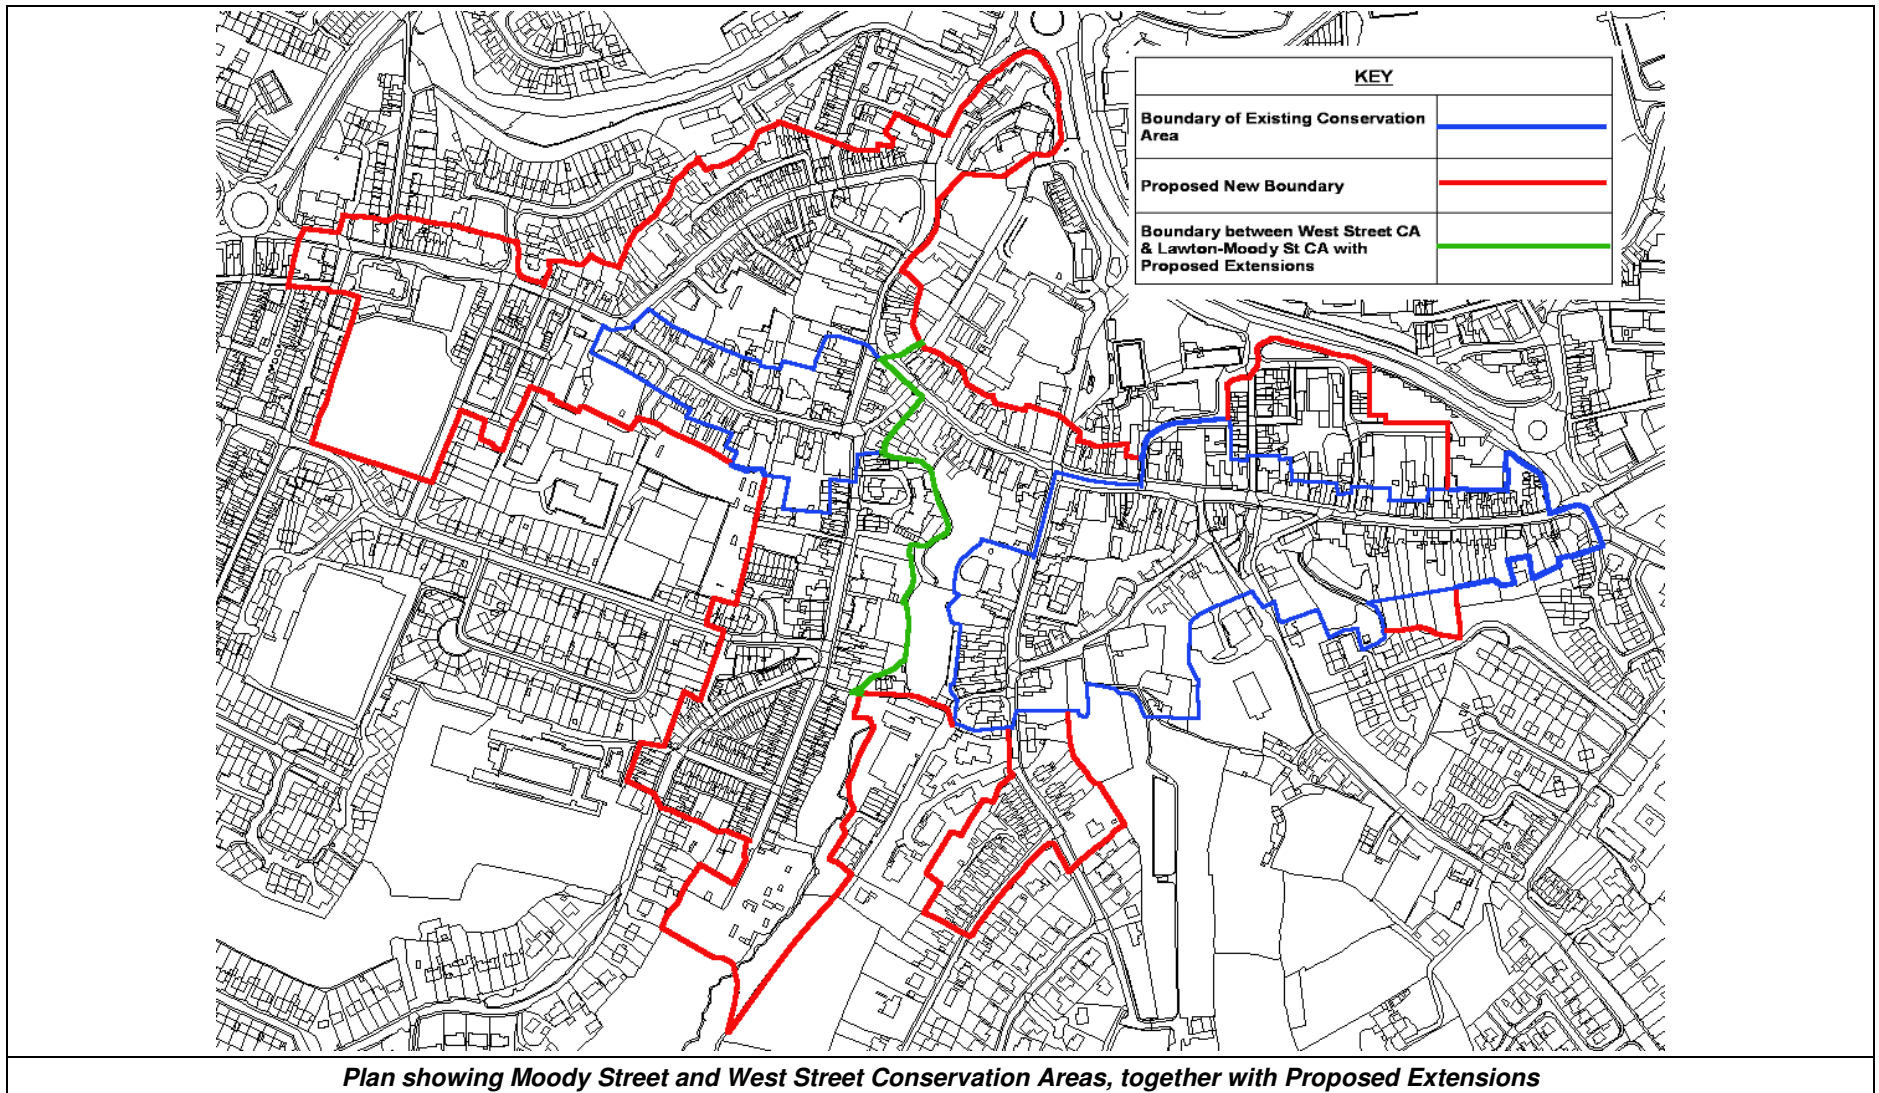 KEY
Boundary of Existing Conservation
Area
Proposed New Boundary
Boundary between West Street CA
& Lawton-Moody St CA with
Proposed Extensions
Plan showing Moody Street and West Street Conservation Areas, together with Proposed Extensions